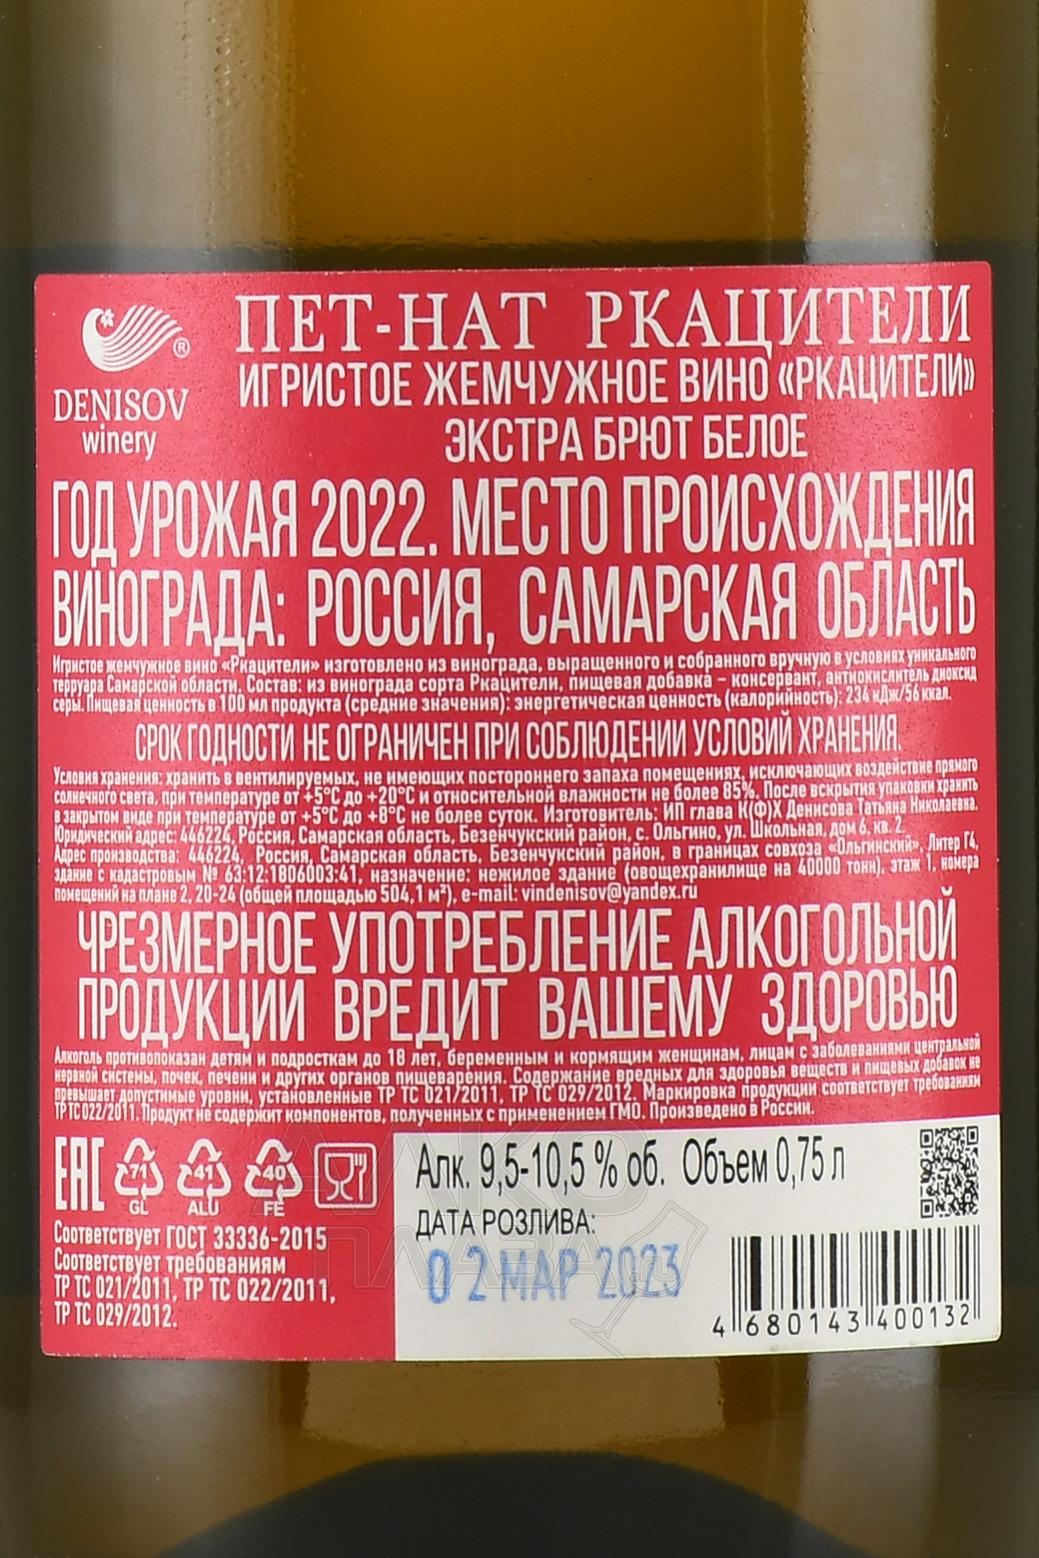 ПЕТ-НАТ РКАЦИТЕЛИ
ИГРИСТОЕ ЖЕМЧУЖНОЕ ВИНО «РКАЦИТЕЛИ»
ЭКСТРА БРЮТ БЕЛОЕ
®
DENISOV
winery
ГОД УРОЖАЯ 2022. МЕСТО ПРОИСХОЖДЕНИЯ
ВИНОГРАДА: РОССИЯ, САМАРСКАЯ ОБЛАСТЬ
Игристое жемчужное вино «Ркацители» изготовлено из винограда, выращенного и собранного вручную в условиях уникального
терруара Самарской области. Состав: из винограда сорта Ркацители, пищевая добавка – консервант, антиокислитель диоксид
серы. Пищевая ценность в 100 мл продукта (средние значения): энергетическая ценность (калорийность): 234 кДж/56 ккал.
СРОК ГОДНОСТИ НЕ ОГРАНИЧЕН ПРИ СОБЛЮДЕНИИ УСЛОВИЙ ХРАНЕНИЯ.
Условия хранения: хранить в вентилируемых, не имеющих постороннего запаха помещениях, исключающих воздействие прямого
солнечного света, при температуре от +5°С до +20°С и относительной влажности не более 85%. После вскрытия упаковки хранить
в закрытом виде при температуре от +5°С до +8°С не более суток. Изготовитель: ИП глава К(Ф)Х Денисова Татьяна Николаевна.
Юридический адрес: 446224, Россия, Самарская область, Безенчукский район, с. Ольгино, ул. Школьная, дом 6, кв. 2.
Адрес производства: 446224, Россия, Самарская область, Безенчукский район, в границах совхоза «Ольгинский», Литер Г4,
здание с кадастровым № 63:12:1806003:41, назначение: нежилое здание (овощехранилище на 40000 тонн), этаж 1, номера
помещений на плане 2, 20-24 (общей площадью 504,1 м²), e-mail: vindenisov@yandex.ru
ЧРЕЗМЕРНОЕ УПОТРЕБЛЕНИЕ АЛКОГОЛЬНОЙ
ПРОДУКЦИИ ВРЕДИТ ВАШЕМУ ЗДОРОВЬЮ
Алкоголь противопоказан детям и подросткам до 18 лет, беременным и кормящим женщинам, лицам с заболеваниями центральной
нервной системы, почек, печени и других органов пищеварения. Содержание вредных для здоровья веществ и пищевых добавок не
превышает допустимые уровни, установленные ТР ТС 021/2011, ТР ТС 029/2012. Маркировка продукции соответствует требованиям
ТР ТС 022/2011. Продукт не содержит компонентов, полученных с применением ГМО. Произведено в России.
EAC
71 41 40
GL ALU FE
Соответствует ГОСТ 33336-2015
Соответствует требованиям
ТР ТС 021/2011, ТР ТС 022/2011,
ТР ТС 029/2012.
Алк. 9,5-10,5 % об. Объем 0,75 л
ДАТА РОЗЛИВА:
02 МАР 2023
4 680143 400132
АЛКО
ПЛАЗА